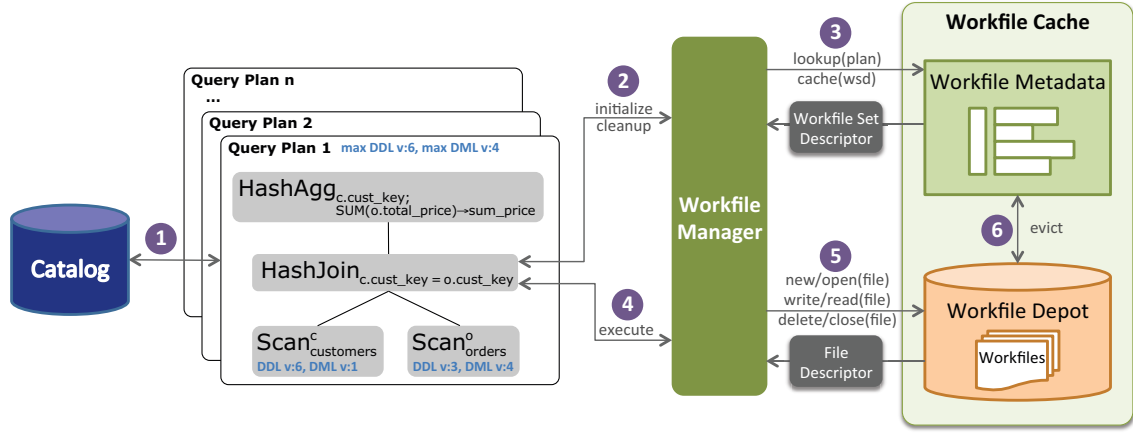 Workfile Cache
3
lookup(plan)
cache(wsd)
Workfile Metadata
Workfile Set
Descriptor
Query Plan n
...
2
initialize
cleanup
Query Plan 2
Query Plan 1 max DDL v:6, max DML v:4
HashAgg c.cust_key;
SUM(o.total_price)→sum_price
Workfile
Manager
1
Catalog
6
evict
5
new/open(file)
write/read(file)
delete/close(file)
HashJoin c.cust_key = o.cust_key
4
execute
Workfile Depot
Workfiles
File
Descriptor
Scan c customers
DDL v:6, DML v:1
Scan o orders
DDL v:3, DML v:4